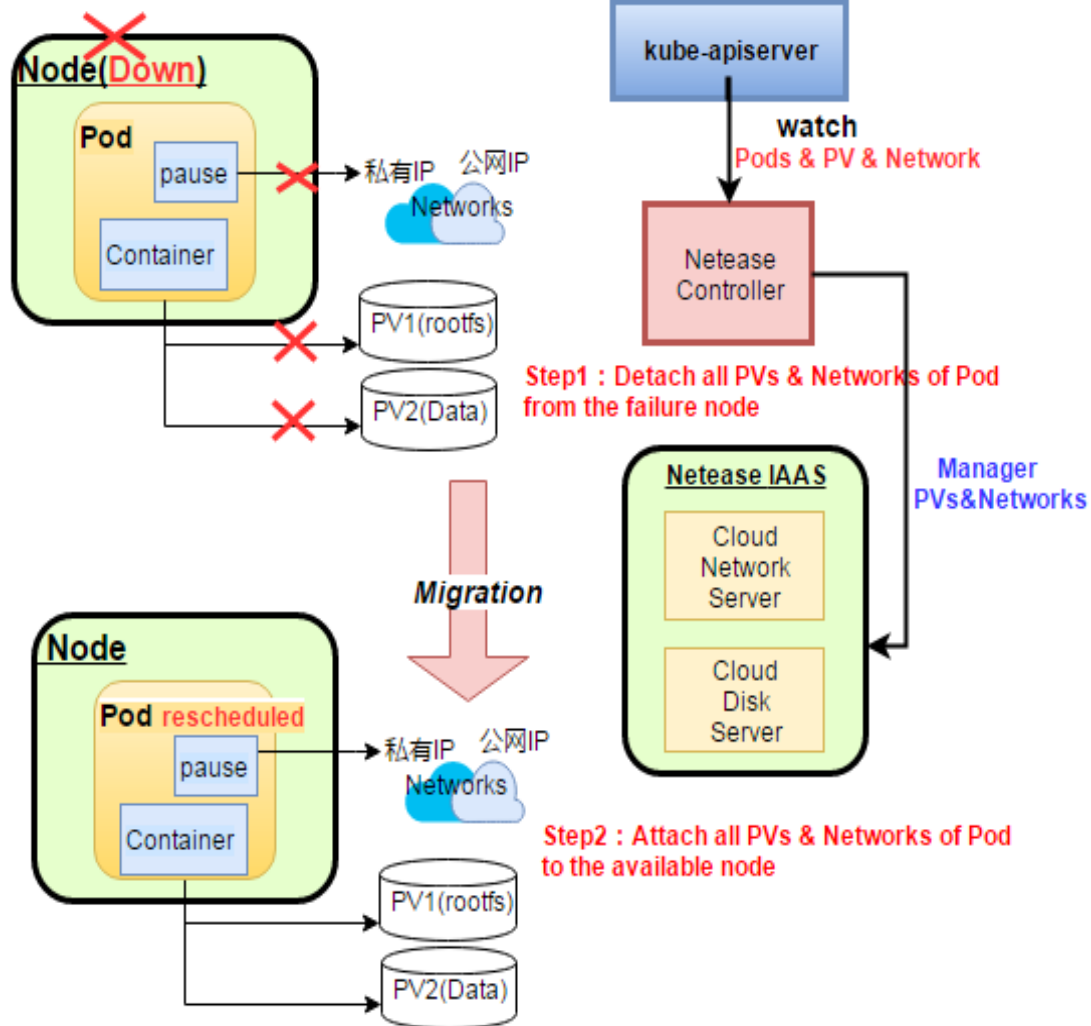 Node(Down)
Pod
pause
Container
私有IP
公网IP
Networks
PV1(rootfs)
PV2(Data)
kube-apiserver
watch
Pods & PV & Network
Netease
Controller
Step1：Detach all PVs & Networks of Pod
from the failure node
Netease IAAS
Cloud
Network
Server
Cloud
Disk
Server
Manager
PVs&Networks
Migration
Node
Pod rescheduled
pause
Container
私有IP
公网IP
Networks
Step2：Attach all PVs & Networks of Pod
to the available node
PV1(rootfs)
PV2(Data)